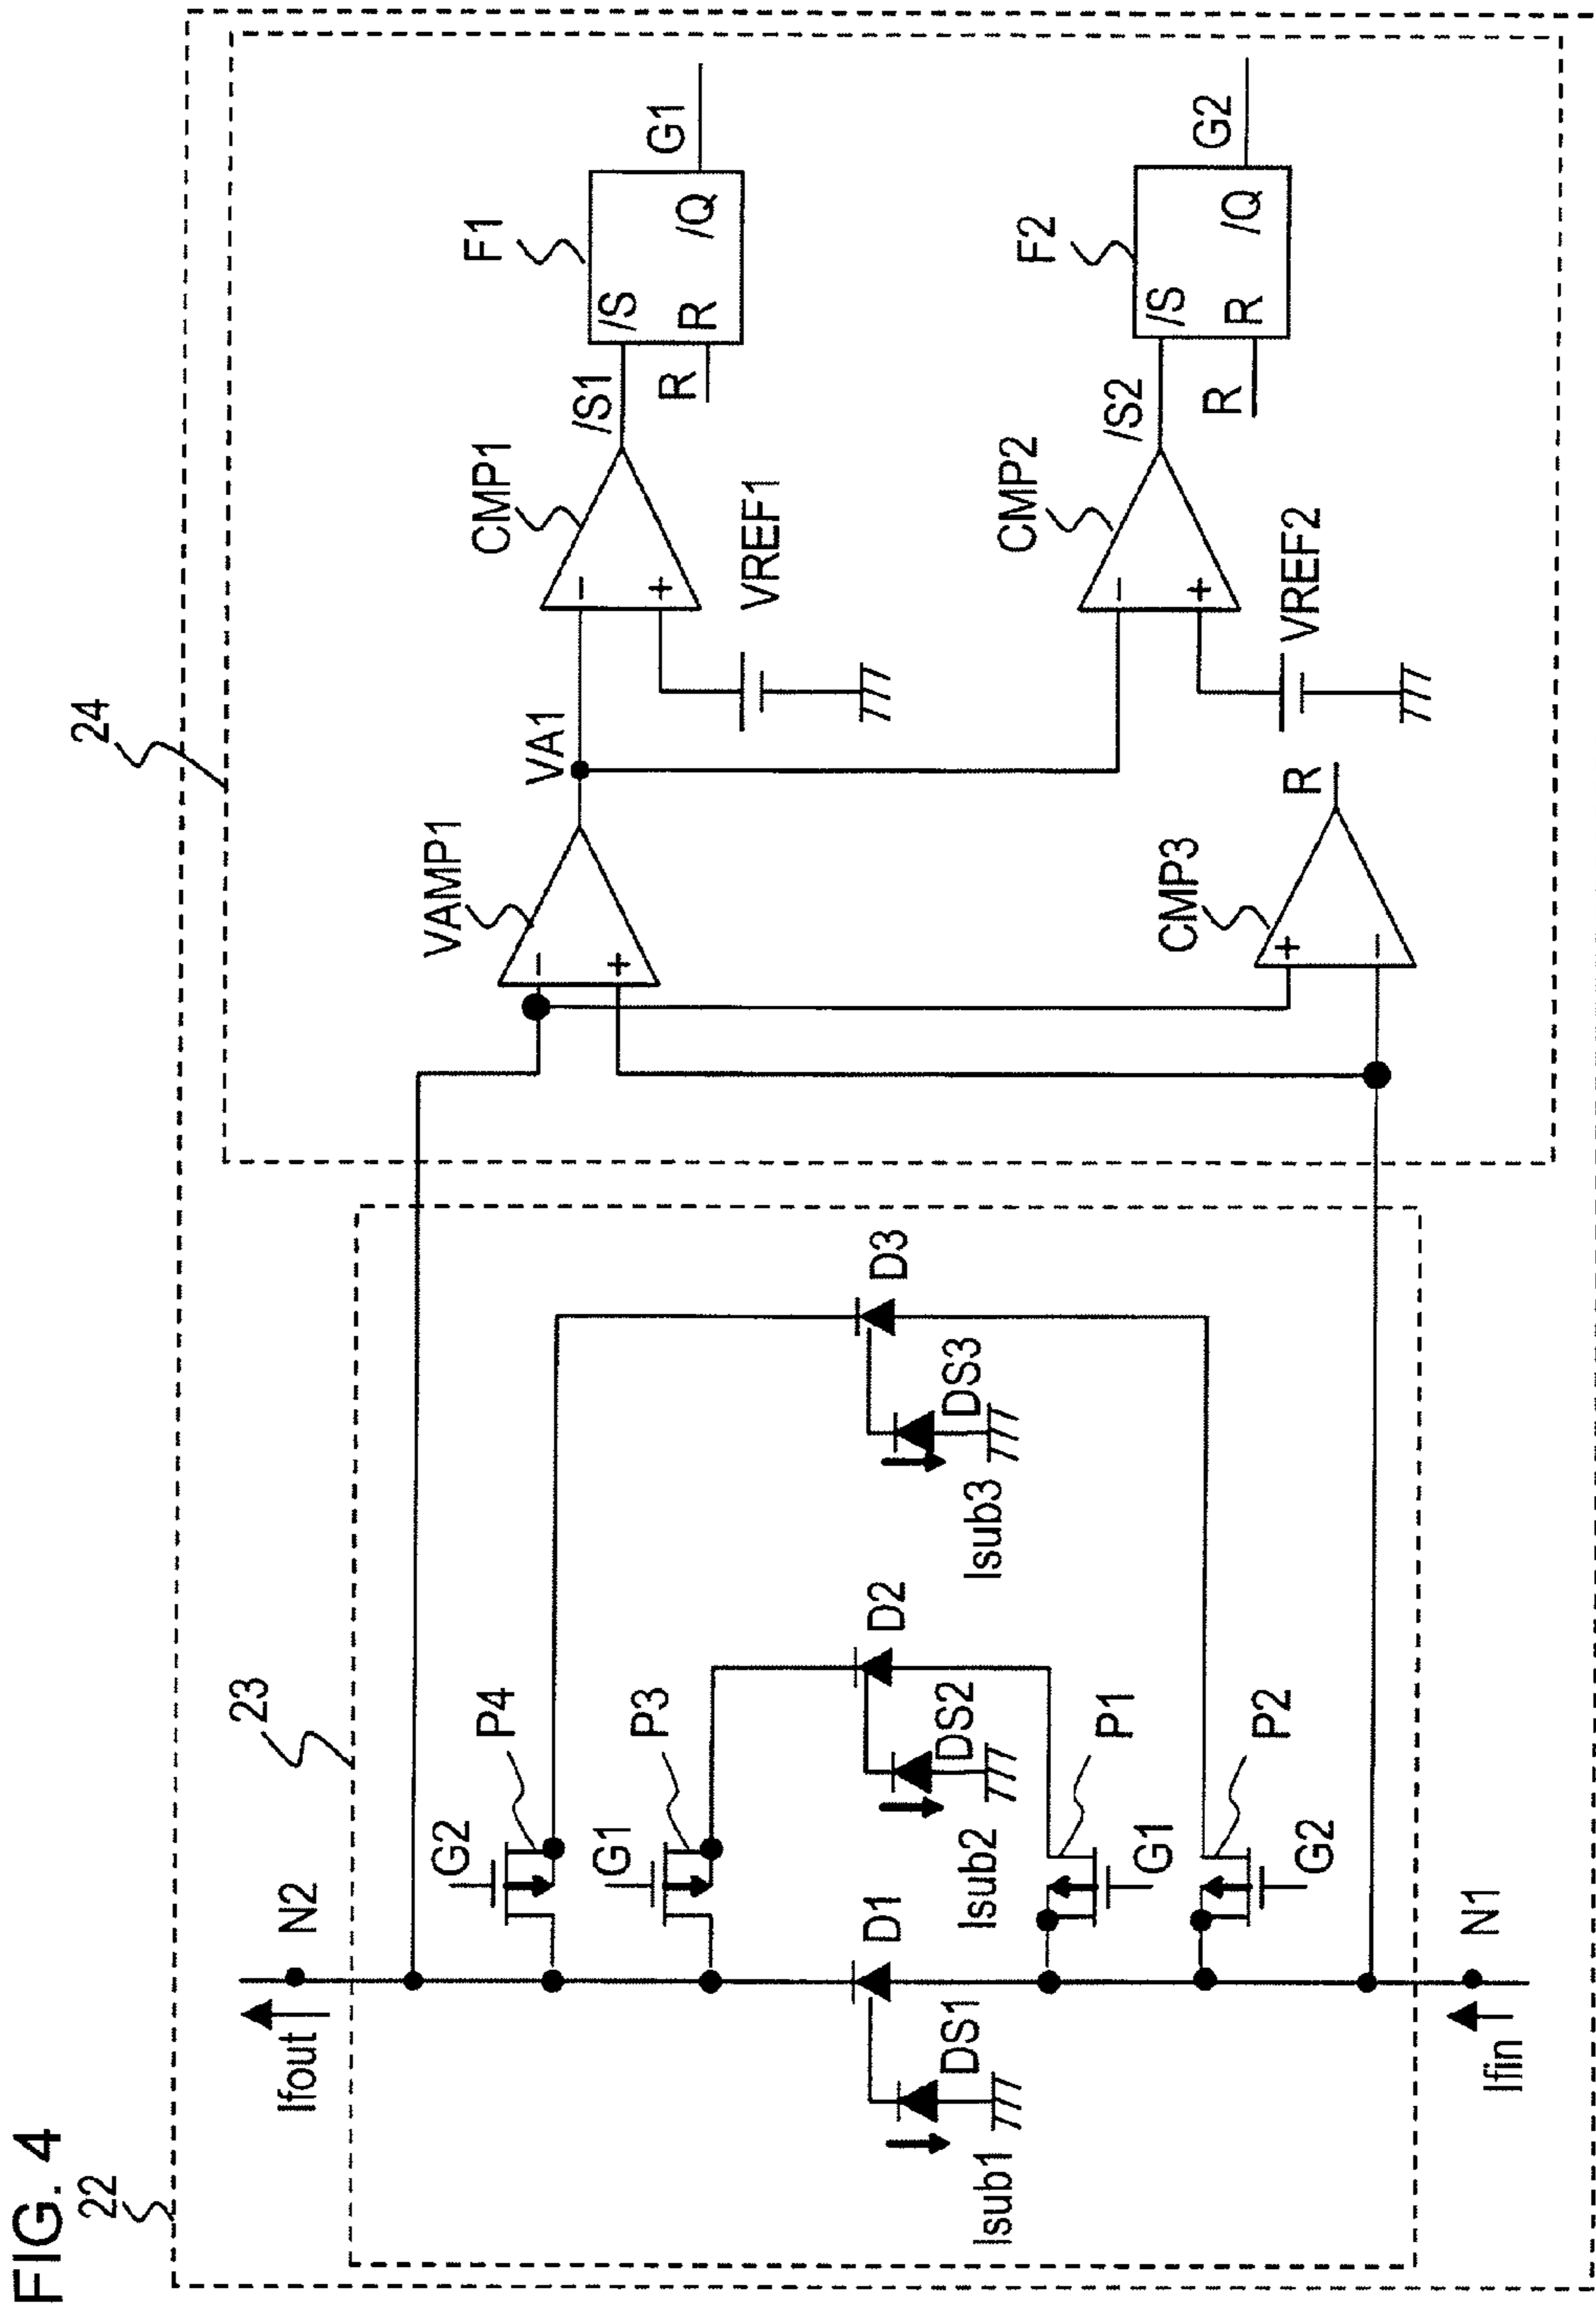 FIG. 4
22
23
24
Ifout
N2
G2
P4
G1
P3
D1
DS1
Isub1
D2
DS2
Isub2
D3
DS3
Isub3
G1
P1
G2
P2
Ifin
N1
VAMP1
-
+
VA1
CMP1
-
+
VREF1
/S1
F1
/S
R
/Q
R
G1
CMP2
-
+
VREF2
/S2
F2
/S
R
/Q
R
G2
CMP3
+
-
R